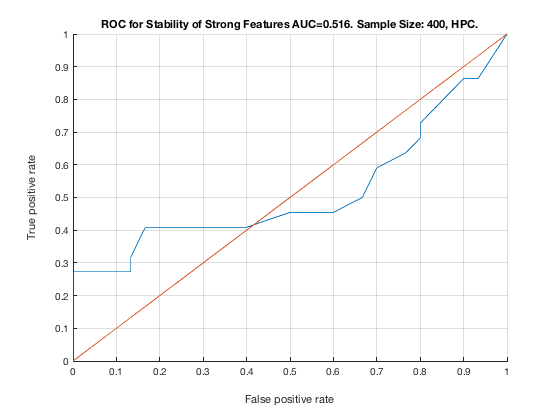 ROC for Stability of Strong Features AUC=0.516. Sample Size: 400, HPC.
1
0.9
0.8
0.7
0.6
0.5
0.4
0.3
0.2
0.1
0
True positive rate
0 0.1 0.2 0.3 0.4 0.5 0.6 0.7 0.8 0.9 1
False positive rate